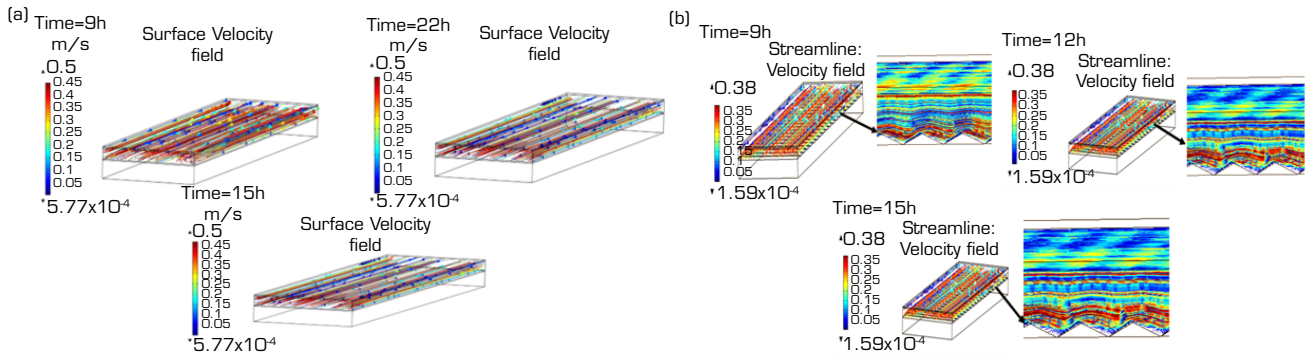 (a)
Time=9h
m/s
Surface Velocity
field
0.5
0.45
0.4
0.35
0.3
0.25
0.2
0.15
0.1
0.05
5.77x10-4
Time=22h
m/s
Surface Velocity
field
0.5
0.45
0.4
0.35
0.3
0.25
0.2
0.15
0.1
0.05
5.77x10-4
Time=15h
m/s
Surface Velocity
field
0.5
0.45
0.4
0.35
0.3
0.25
0.2
0.15
0.1
0.05
5.77x10-4
(b)
Time=9h
Streamline:
Velocity field
0.38
0.35
0.3
0.25
0.2
0.15
0.1
0.05
1.59x10-4
Time=12h
Streamline:
Velocity field
0.38
0.35
0.3
0.25
0.2
0.15
0.1
0.05
1.59x10-4
Time=15h
Streamline:
Velocity field
0.38
0.35
0.3
0.25
0.2
0.15
0.1
0.05
1.59x10-4